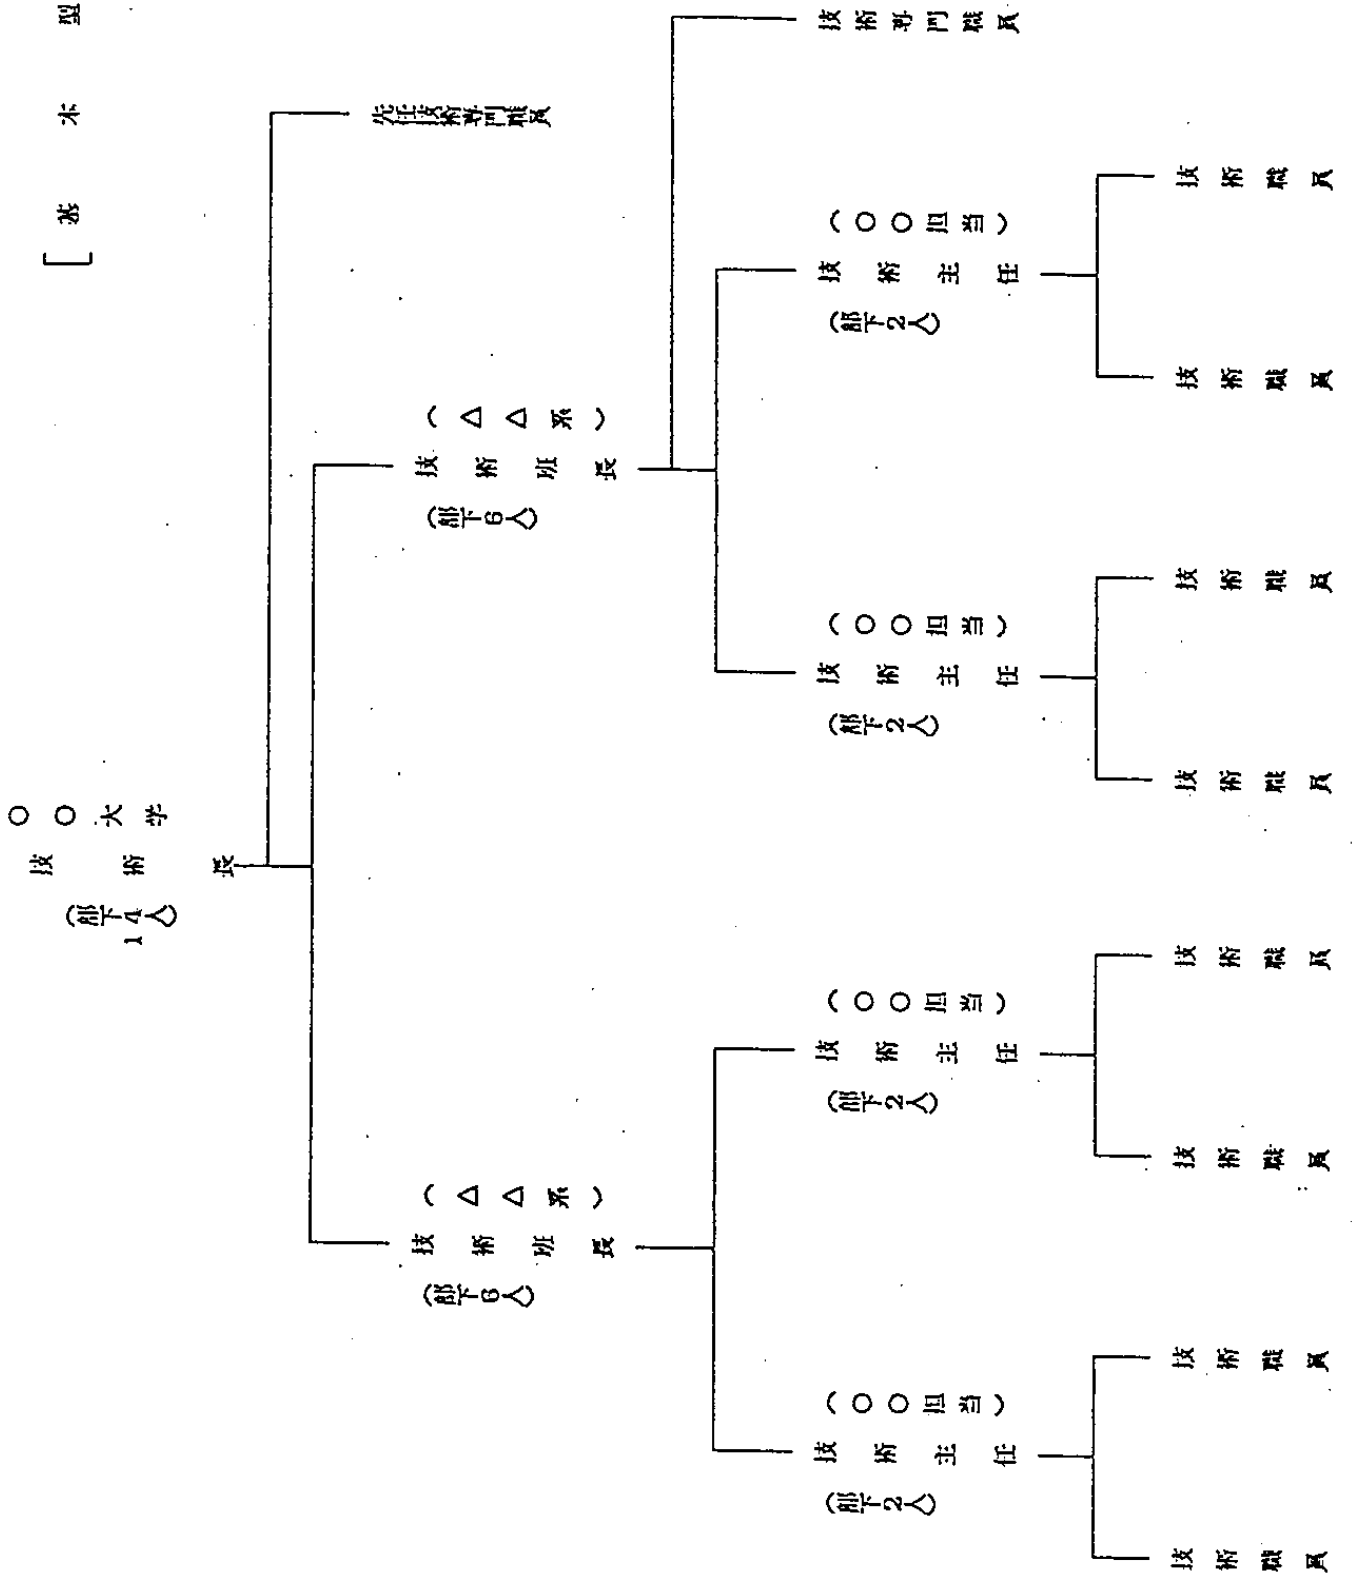 [基本型
○○大学
技術長
(部下14人)
先任技術専門職員
(△△系)
技術班長
(部下6人)
(△△系)
技術班長
(部下6人)
技術専門職員
(○○担当)
技術主任
(部下2人)
(○○担当)
技術主任
(部下2人)
(○○担当)
技術主任
(部下2人)
(○○担当)
技術主任
(部下2人)
技術職員
技術職員
技術職員
技術職員
技術職員
技術職員
技術職員
技術職員